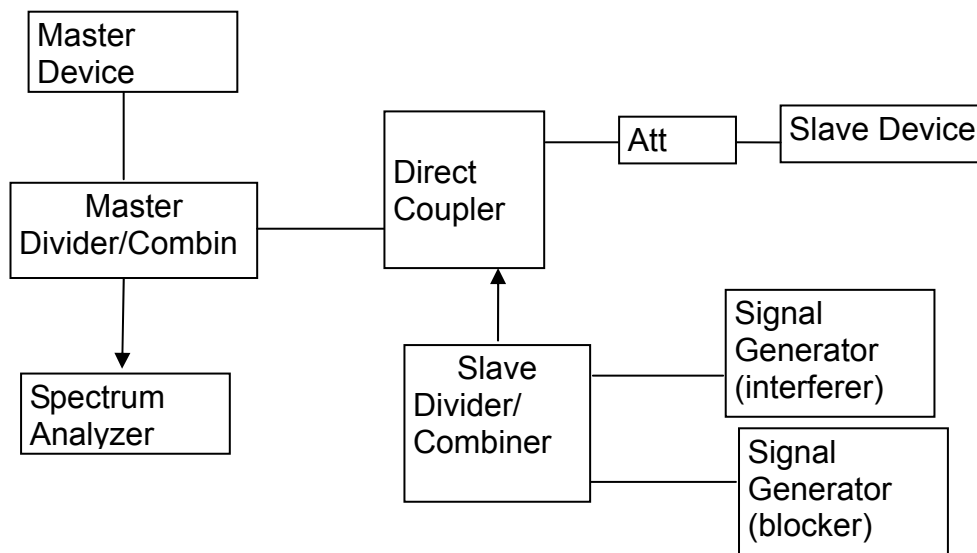 Master
Device
Master
Divider/Combin
Spectrum
Analyzer
Direct
Coupler
Att
Slave Device
Slave
Divider/
Combiner
Signal
Generator
(interferer)
Signal
Generator
(blocker)